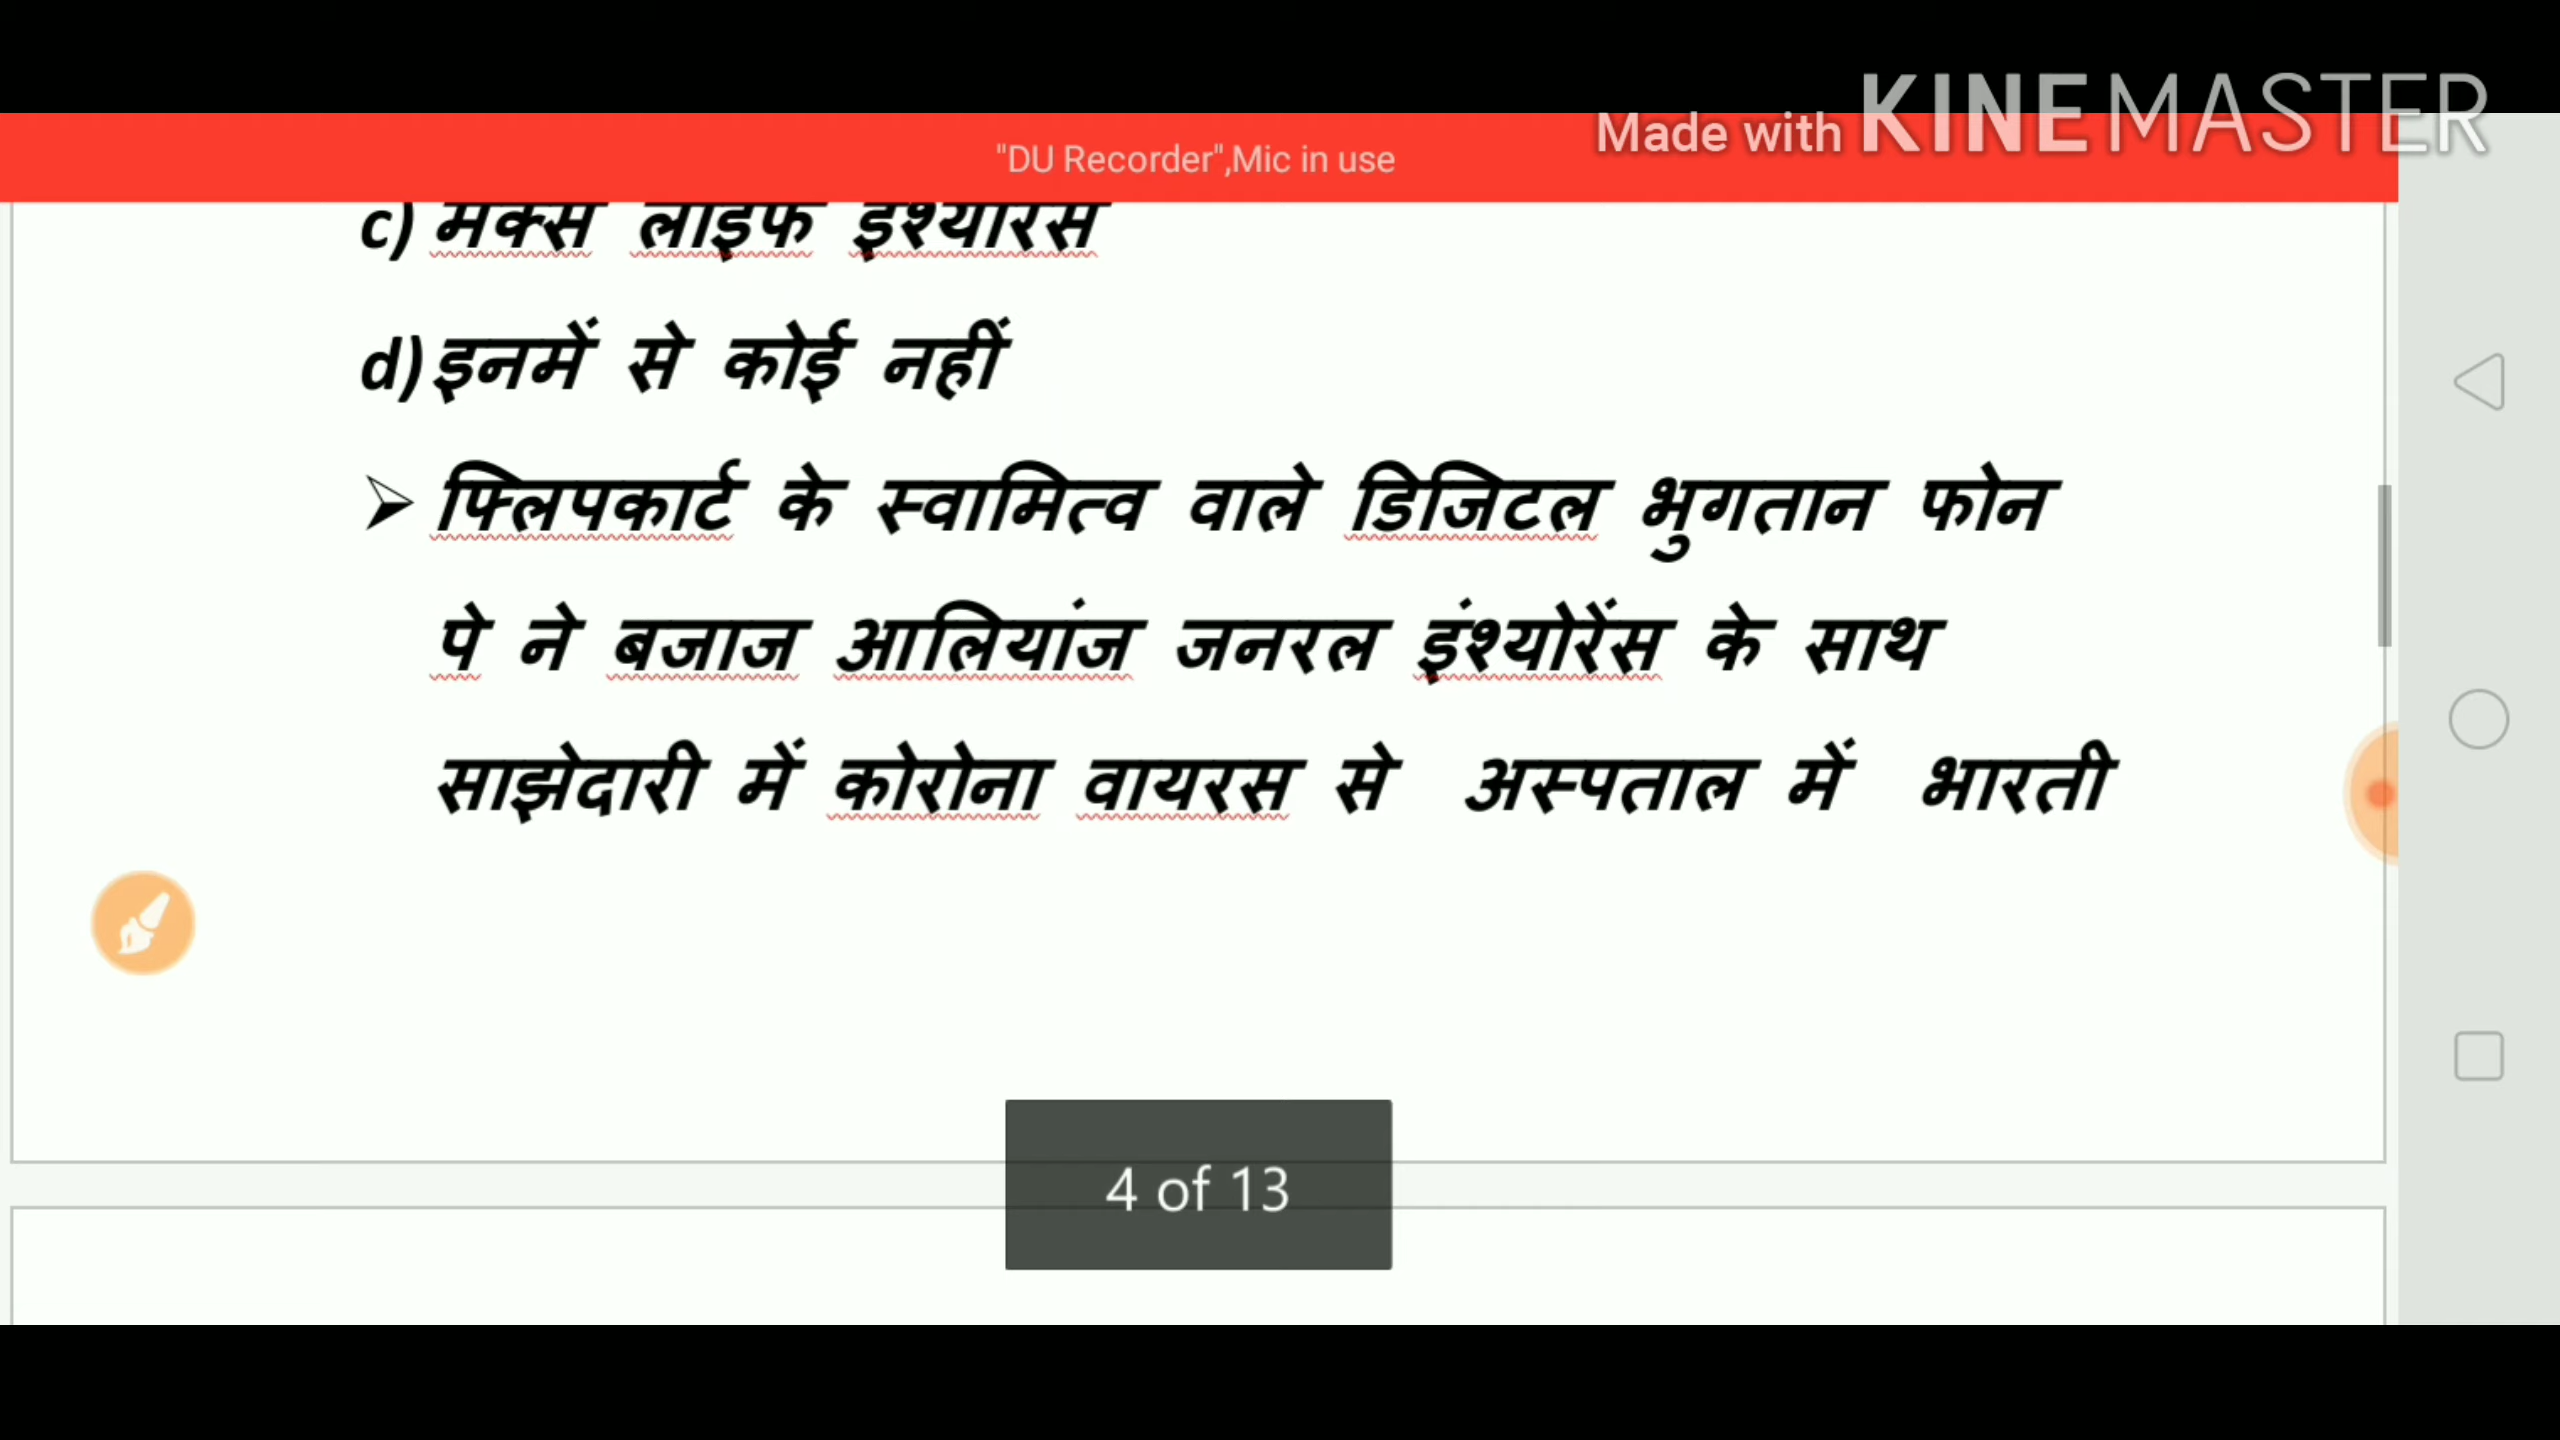 Made with KINEMASTER
"DU Recorder",Mic in use
c) मैक्स लाइफ इंश्योरेंस
d) इनमें से कोई नहीं
➢ फ्लिपकार्ट के स्वामित्व वाले डिजिटल भुगतान फोन
पे ने बजाज आलियांज जनरल इंश्योरेंस के साथ
साझेदारी में कोरोना वायरस से अस्पताल में भारती
4 of 13